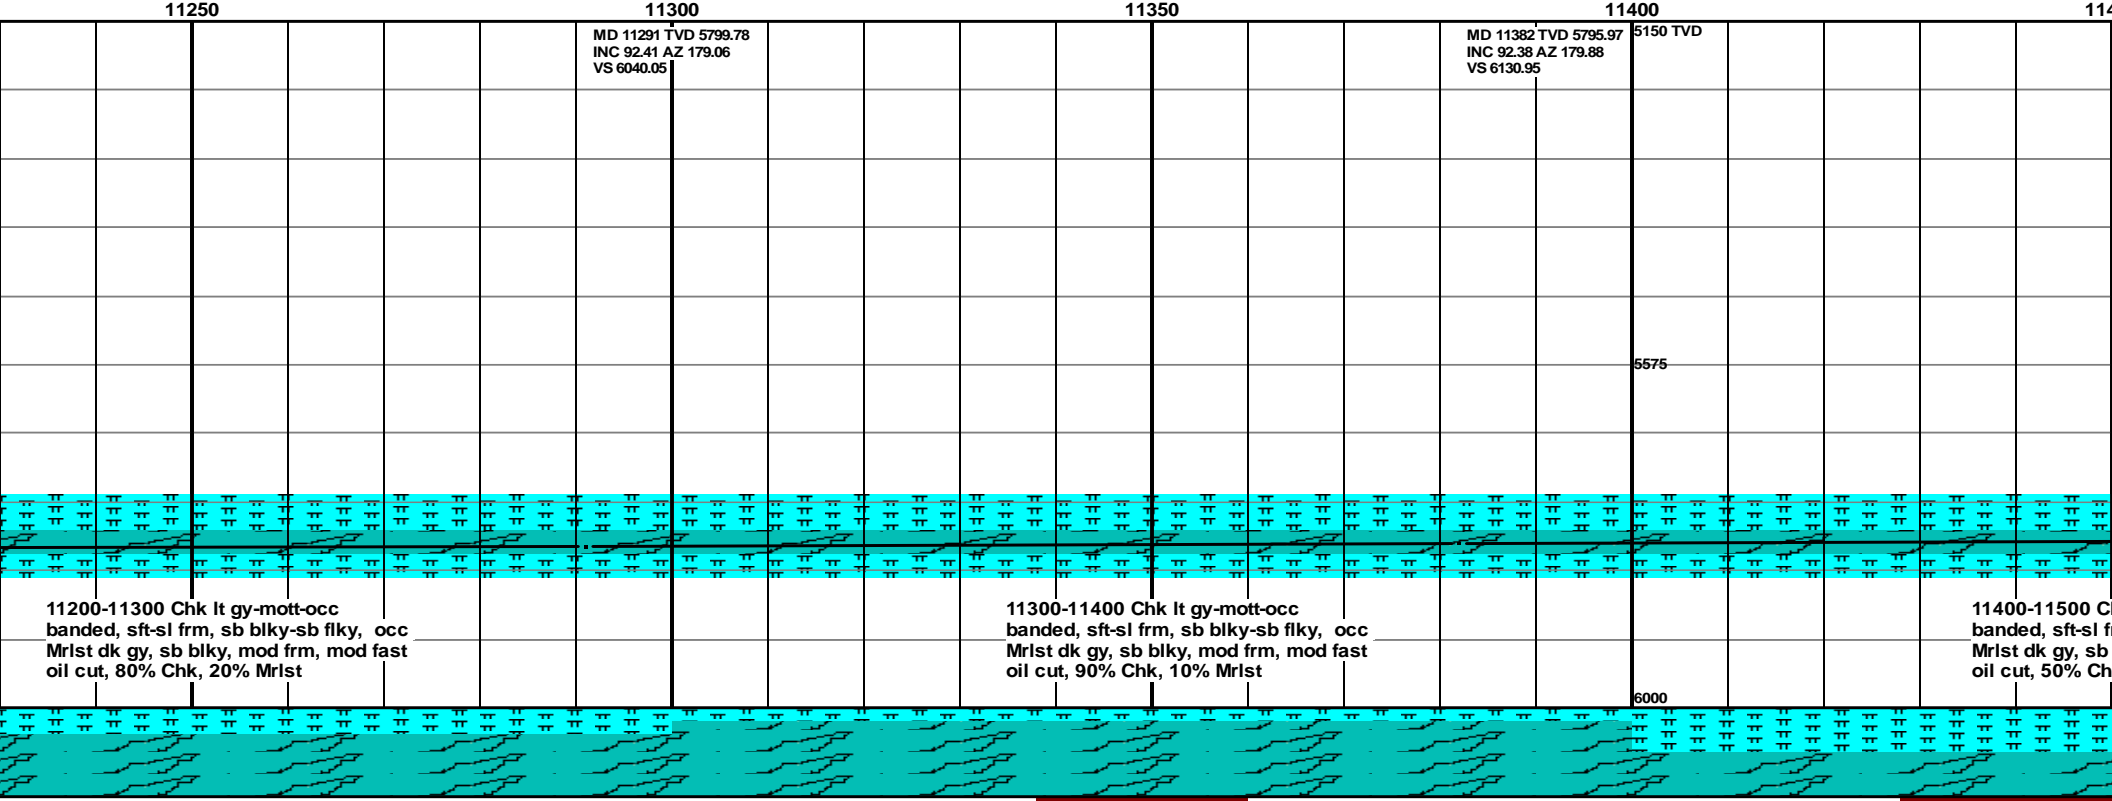 11250 11300 11350 11400 114
MD 11291 TVD 5799.78
INC 92.41 AZ 179.06
VS 6040.05
MD 11382 TVD 5795.97
INC 92.38 AZ 179.88
VS 6130.95
5150 TVD
5575
11200-11300 Chk lt gy-mott-occ
banded, sft-sl frm, sb blky-sb flky, occ
Mrlst dk gy, sb blky, mod frm, mod fast
oil cut, 80% Chk, 20% Mrlst
11300-11400 Chk lt gy-mott-occ
banded, sft-sl frm, sb blky-sb flky, occ
Mrlst dk gy, sb blky, mod frm, mod fast
oil cut, 90% Chk, 10% Mrlst
11400-11500 C
banded, sft-sl f
Mrlst dk gy, sb
oil cut, 50% Ch
6000